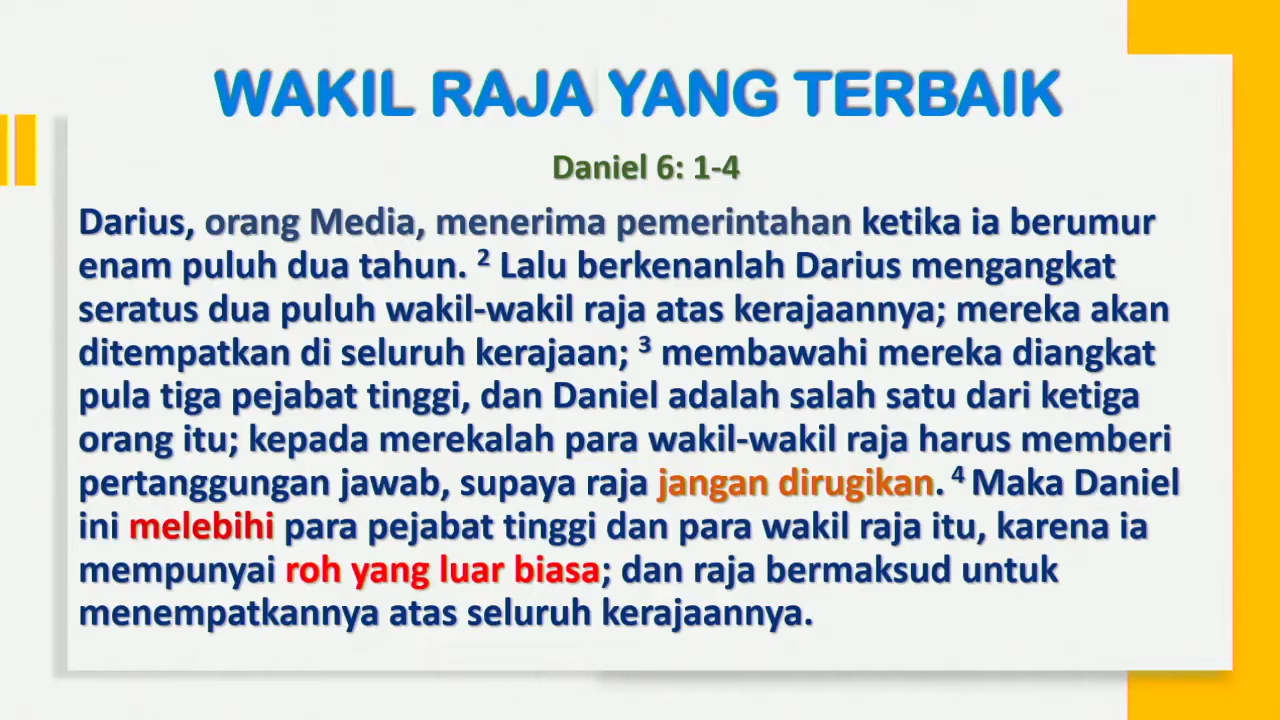 WAKIL RAJA YANG TERBAIK
Daniel 6: 1-4
Darius, orang Media, menerima pemerintahan ketika ia berumur
enam puluh dua tahun. ² Lalu berkenanlah Darius mengangkat
seratus dua puluh wakil-wakil raja atas kerajaannya; mereka akan
ditempatkan di seluruh kerajaan; ³ membawahi mereka diangkat
pula tiga pejabat tinggi, dan Daniel adalah salah satu dari ketiga
orang itu; kepada merekalah para wakil-wakil raja harus memberi
pertanggungan jawab, supaya raja jangan dirugikan. ⁴ Maka Daniel
ini melebihi para pejabat tinggi dan para wakil raja itu, karena ia
mempunyai roh yang luar biasa; dan raja bermaksud untuk
menempatkannya atas seluruh kerajaannya.